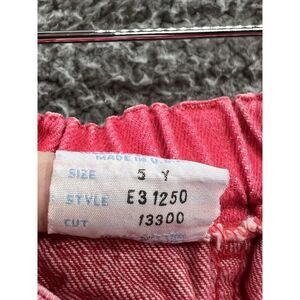 MADE IN U.S.A.
SIZE 5 Y
STYLE E31250
CUT 13300